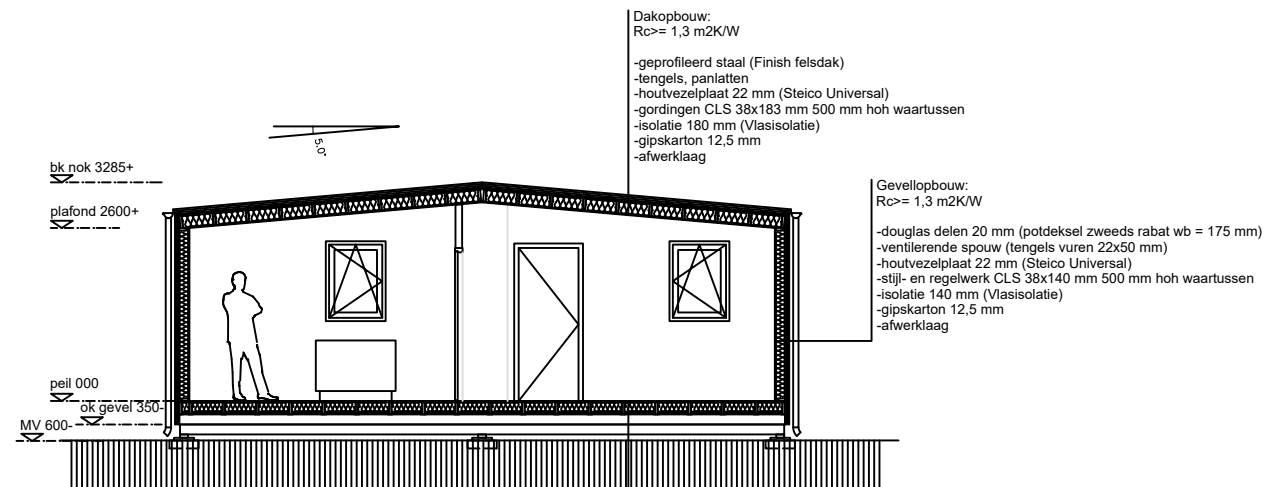 Dakopbouw:
Rc>= 1,3 m2K/W
-geprofileerd staal (Finish felsdak)
-tengels, panlatten
-houtvezelplaat 22 mm (Steico Universal)
-gordingen CLS 38x183 mm 500 mm hoh waartussen
-isolatie 180 mm (Vlasisolatie)
-gipskarton 12,5 mm
-afwerklaag
5.0°
bk nok 3285+
plafond 2600+
Gevellopbouw:
Rc>= 1,3 m2K/W
-douglas delen 20 mm (potdeksel zweeds rabat wb = 175 mm)
-ventilerende spouw (tengels vuren 22x50 mm)
-houtvezelplaat 22 mm (Steico Universal)
-stijl- en regelwerk CLS 38x140 mm 500 mm hoh waartussen
-isolatie 140 mm (Vlasisolatie)
-gipskarton 12,5 mm
-afwerklaag
peil 000
ok gevel 350-
MV 600-